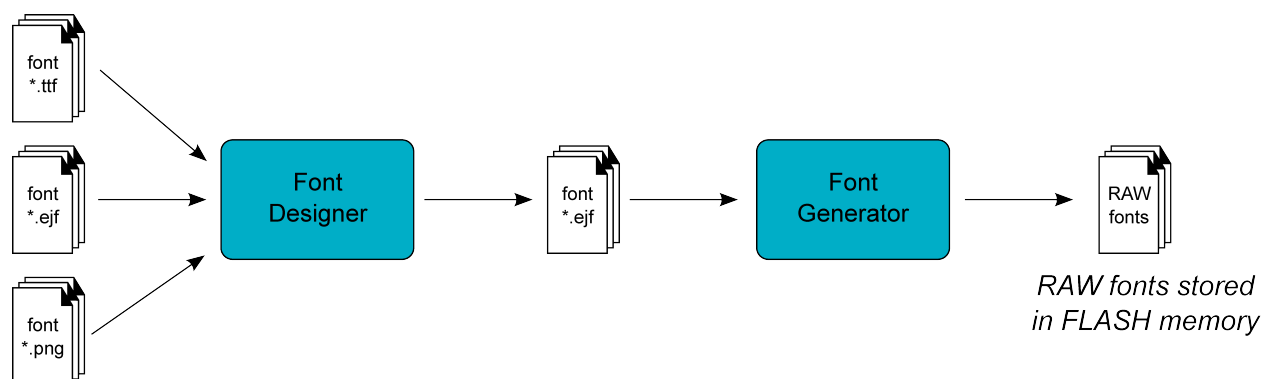 font
*.ttf
font
*.ejf
font
*.png
Font
Designer
font
*.ejf
Font
Generator
RAW
fonts
RAW fonts stored
in FLASH memory